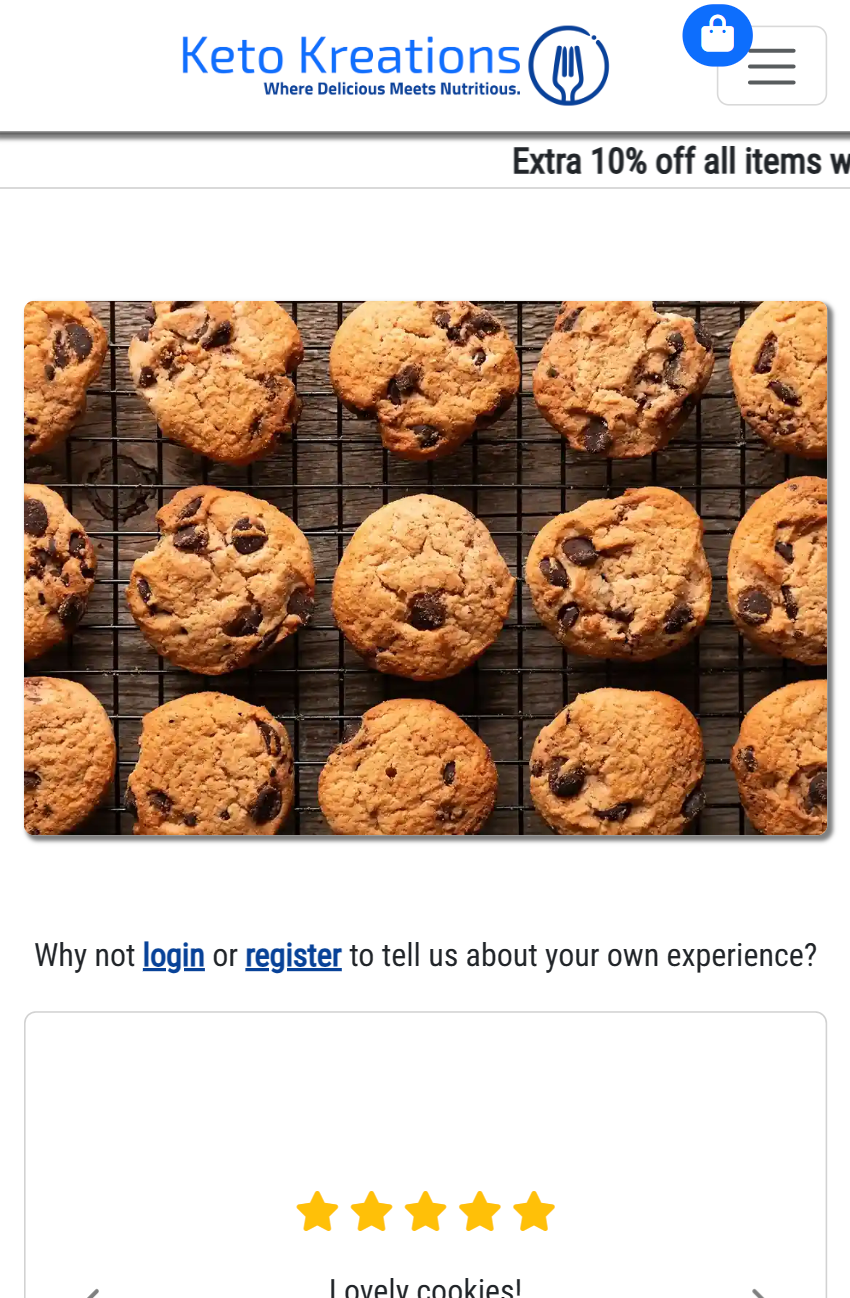 Keto Kreations
Where Delicious Meets Nutritious.
Extra 10% off all items w
Why not login or register to tell us about your own experience?
Lovely cookies!